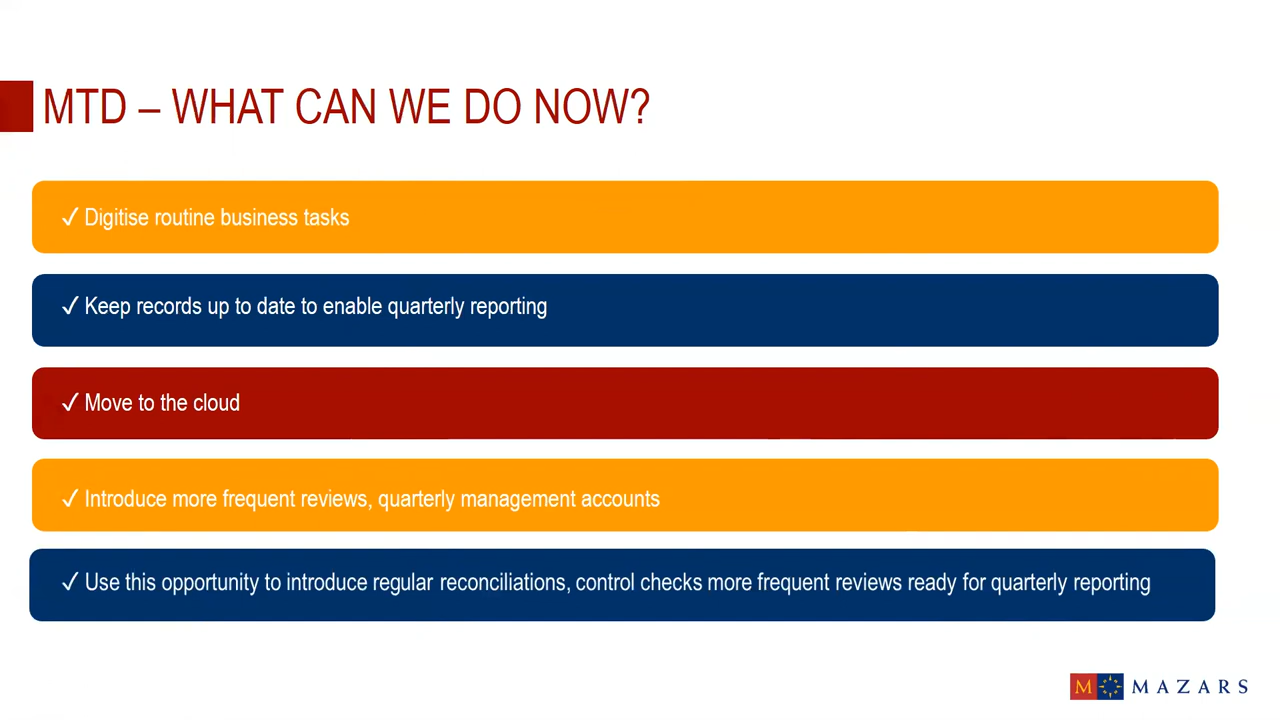 MTD – WHAT CAN WE DO NOW?
✓ Digitise routine business tasks
✓ Keep records up to date to enable quarterly reporting
✓ Move to the cloud
✓ Introduce more frequent reviews, quarterly management accounts
✓ Use this opportunity to introduce regular reconciliations, control checks more frequent reviews ready for quarterly reporting
M MAZARS